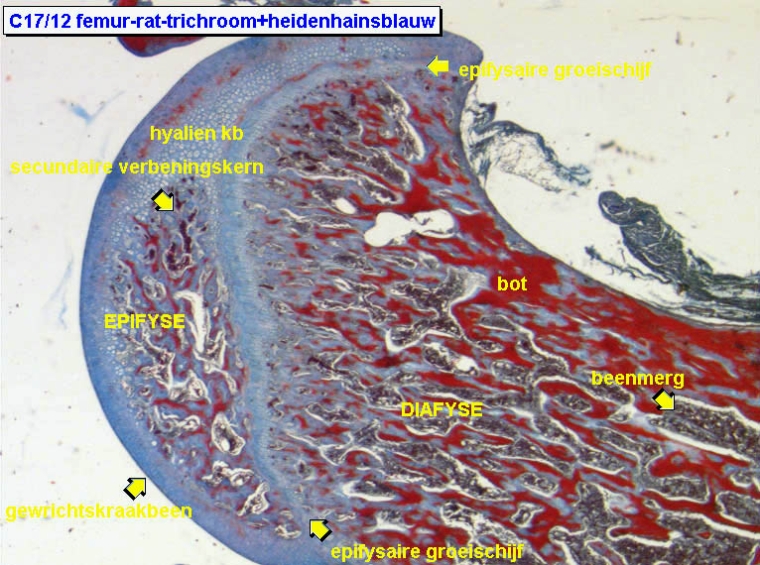 C17/12 femur-rat-trichroom+heidenhainsblauw
epifysaire groeischijf
hyalien kb
secundaire verbeningskern
bot
EPIFYSE
beenmerg
DIAFYSE
gewrichtskraakbeen
epifysaire groeischijf